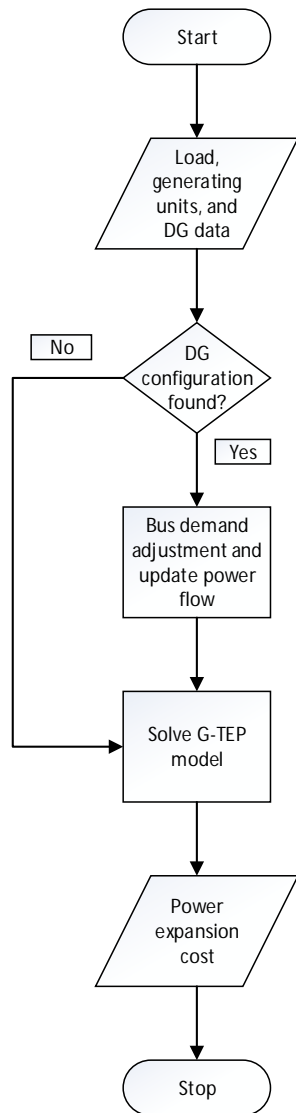 Start
Load,
generating
units, and
DG data
No
DG
configuration
found?
Yes
Bus demand
adjustment and
update power
flow
Solve G-TEP
model
Power
expansion
cost
Stop